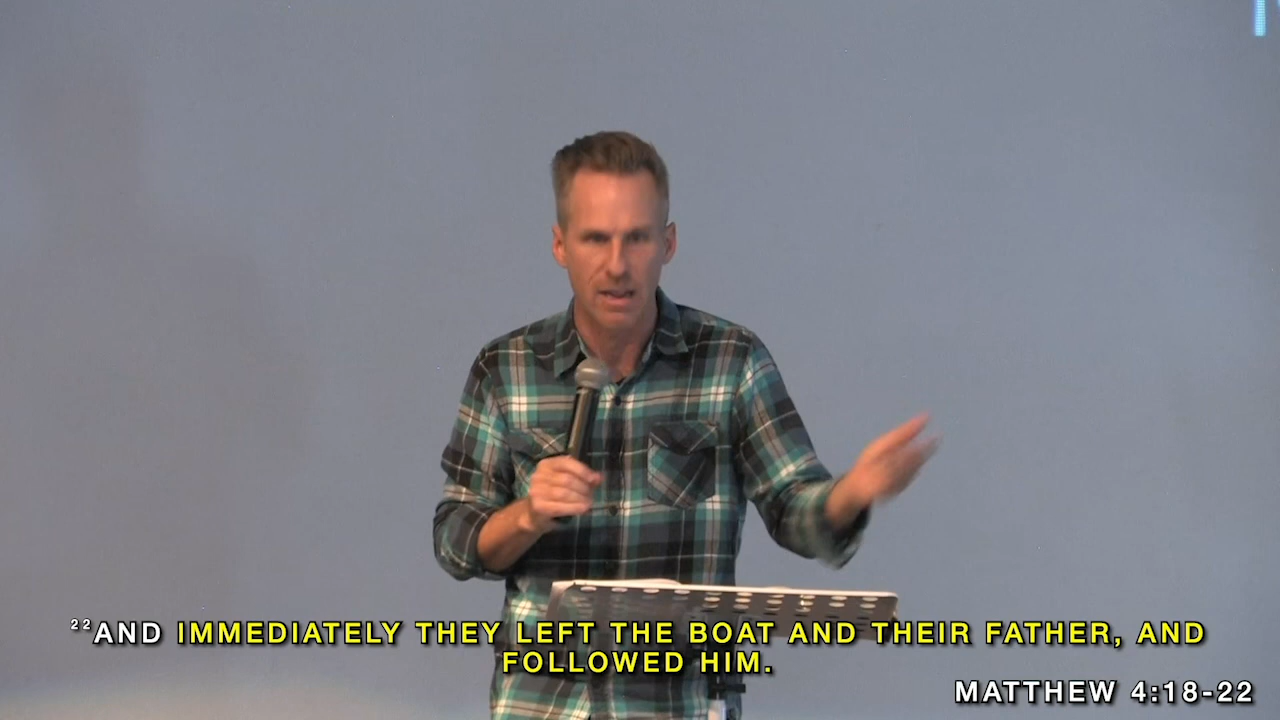 ²²AND IMMEDIATELY THEY LEFT THE BOAT AND THEIR FATHER, AND
FOLLOWED HIM.
MATTHEW 4:18-22